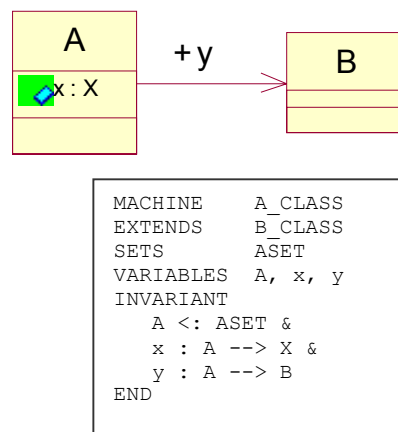 A
+y
B
x : X
MACHINE A_CLASS
EXTENDS B_CLASS
SETS ASET
VARIABLES A, x, y
INVARIANT
A <: ASET &
x : A --> X &
y : A --> B
END